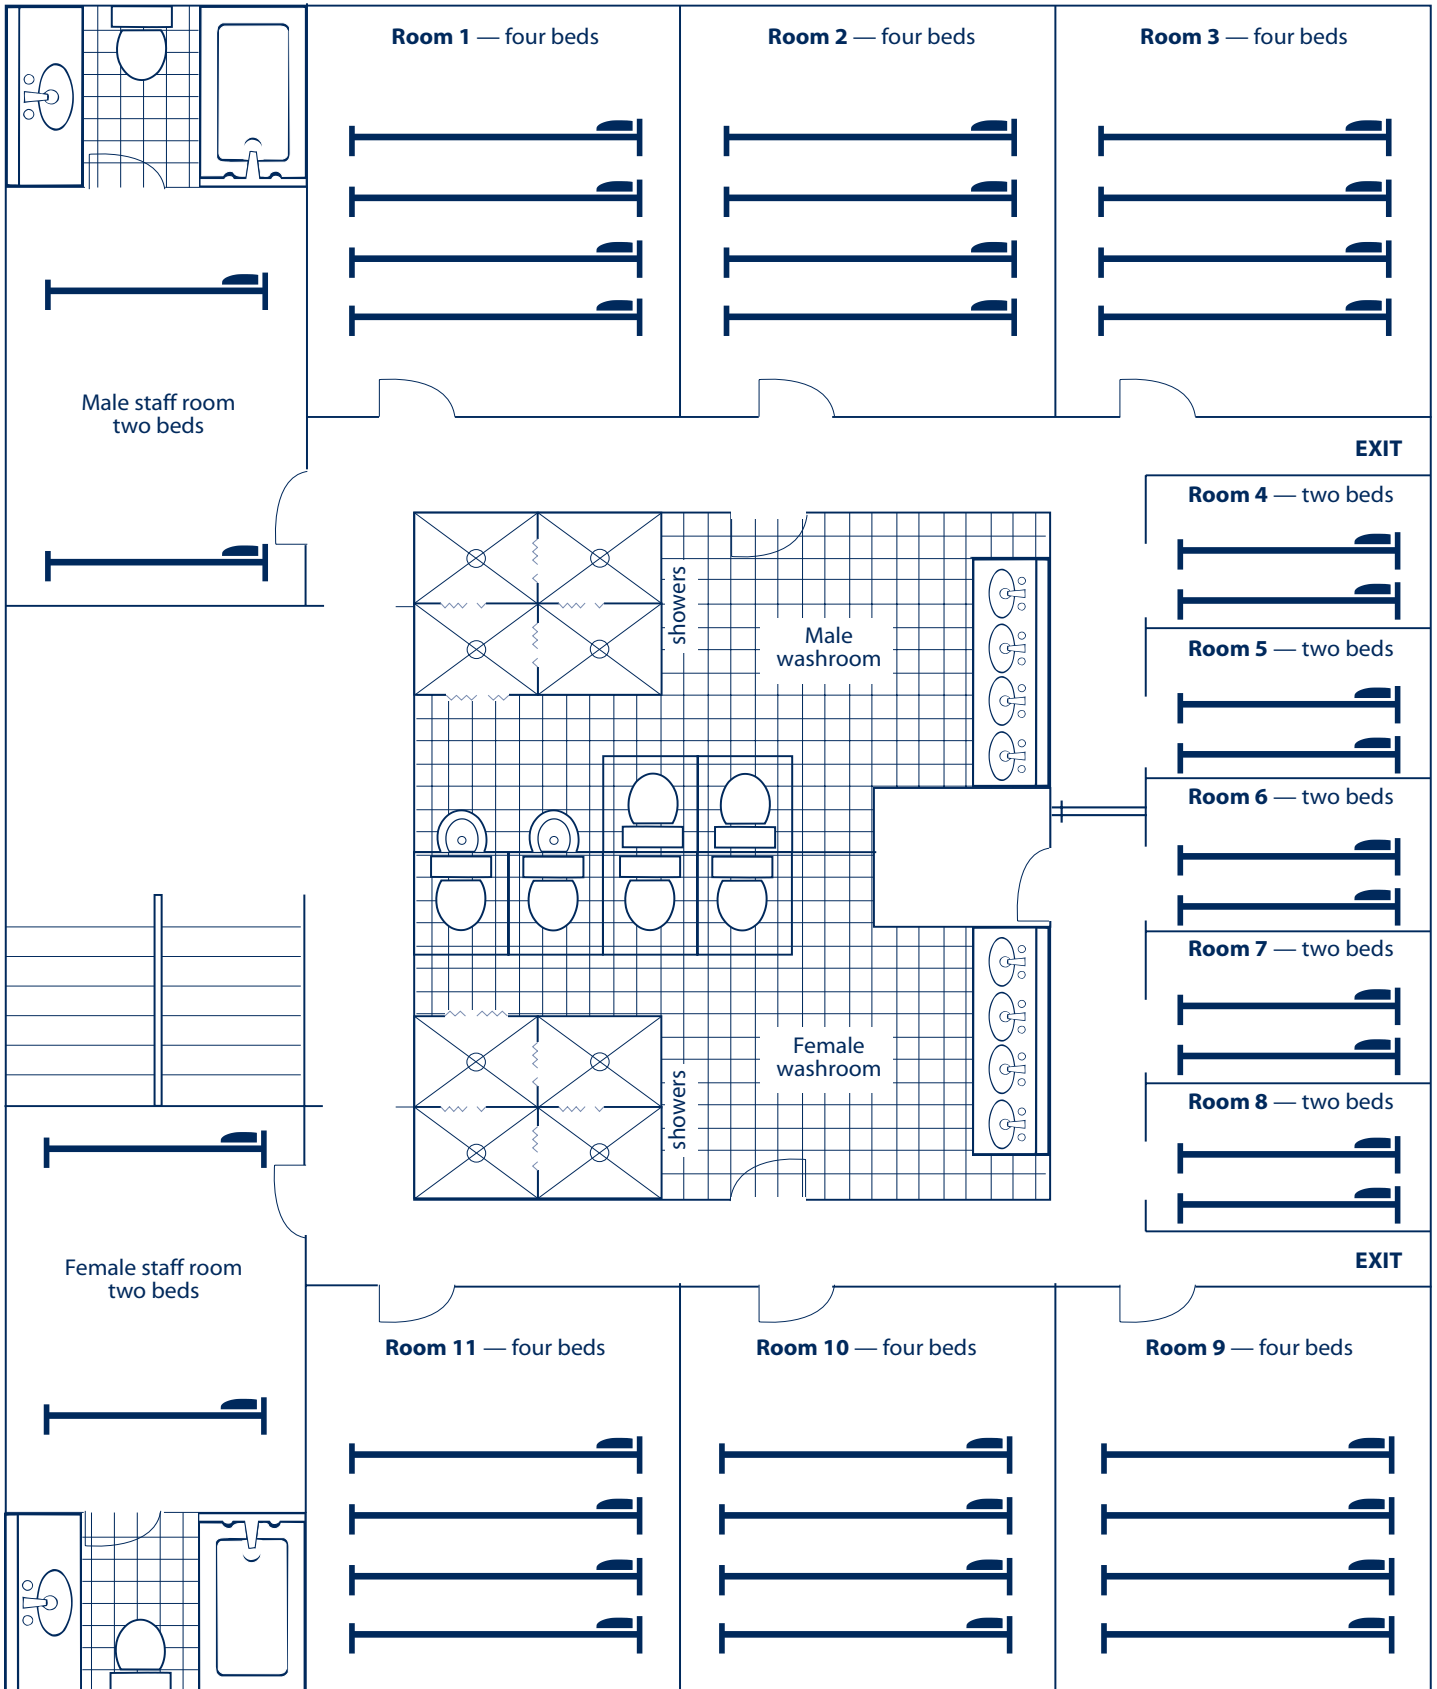 Room 1 — four beds
Room 2 — four beds
Room 3 — four beds
Male staff room
two beds
EXIT
Room 4 — two beds
showers
Male
washroom
Room 5 — two beds
Room 6 — two beds
Room 7 — two beds
Female
washroom
showers
Room 8 — two beds
Female staff room
two beds
EXIT
Room 11 — four beds
Room 10 — four beds
Room 9 — four beds